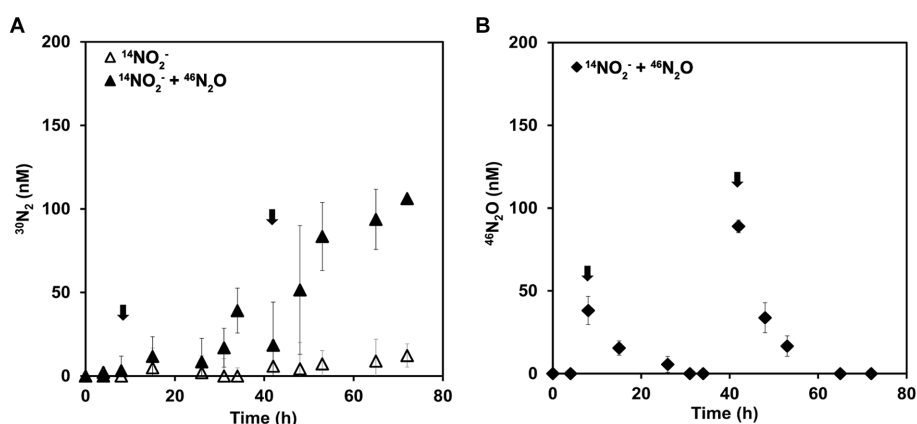 A
200
150
100
50
0
³⁰N₂ (nM)
△ ¹⁴NO₂⁻
▲ ¹⁴NO₂⁻ + ⁴⁶N₂O
0 20 40 60 80
Time (h)
B
200
150
100
50
0
⁴⁶N₂O (nM)
◆ ¹⁴NO₂⁻ + ⁴⁶N₂O
0 20 40 60 80
Time (h)